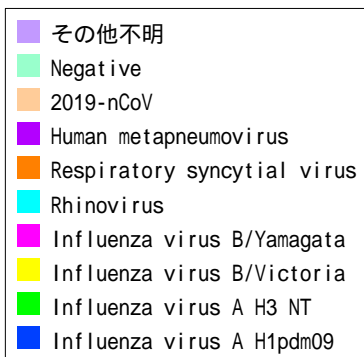 その他不明
Negative
2019-nCoV
Human metapneumovirus
Respiratory syncytial virus
Rhinovirus
Influenza virus B/Yamagata
Influenza virus B/Victoria
Influenza virus A H3 NT
Influenza virus A H1pdm09